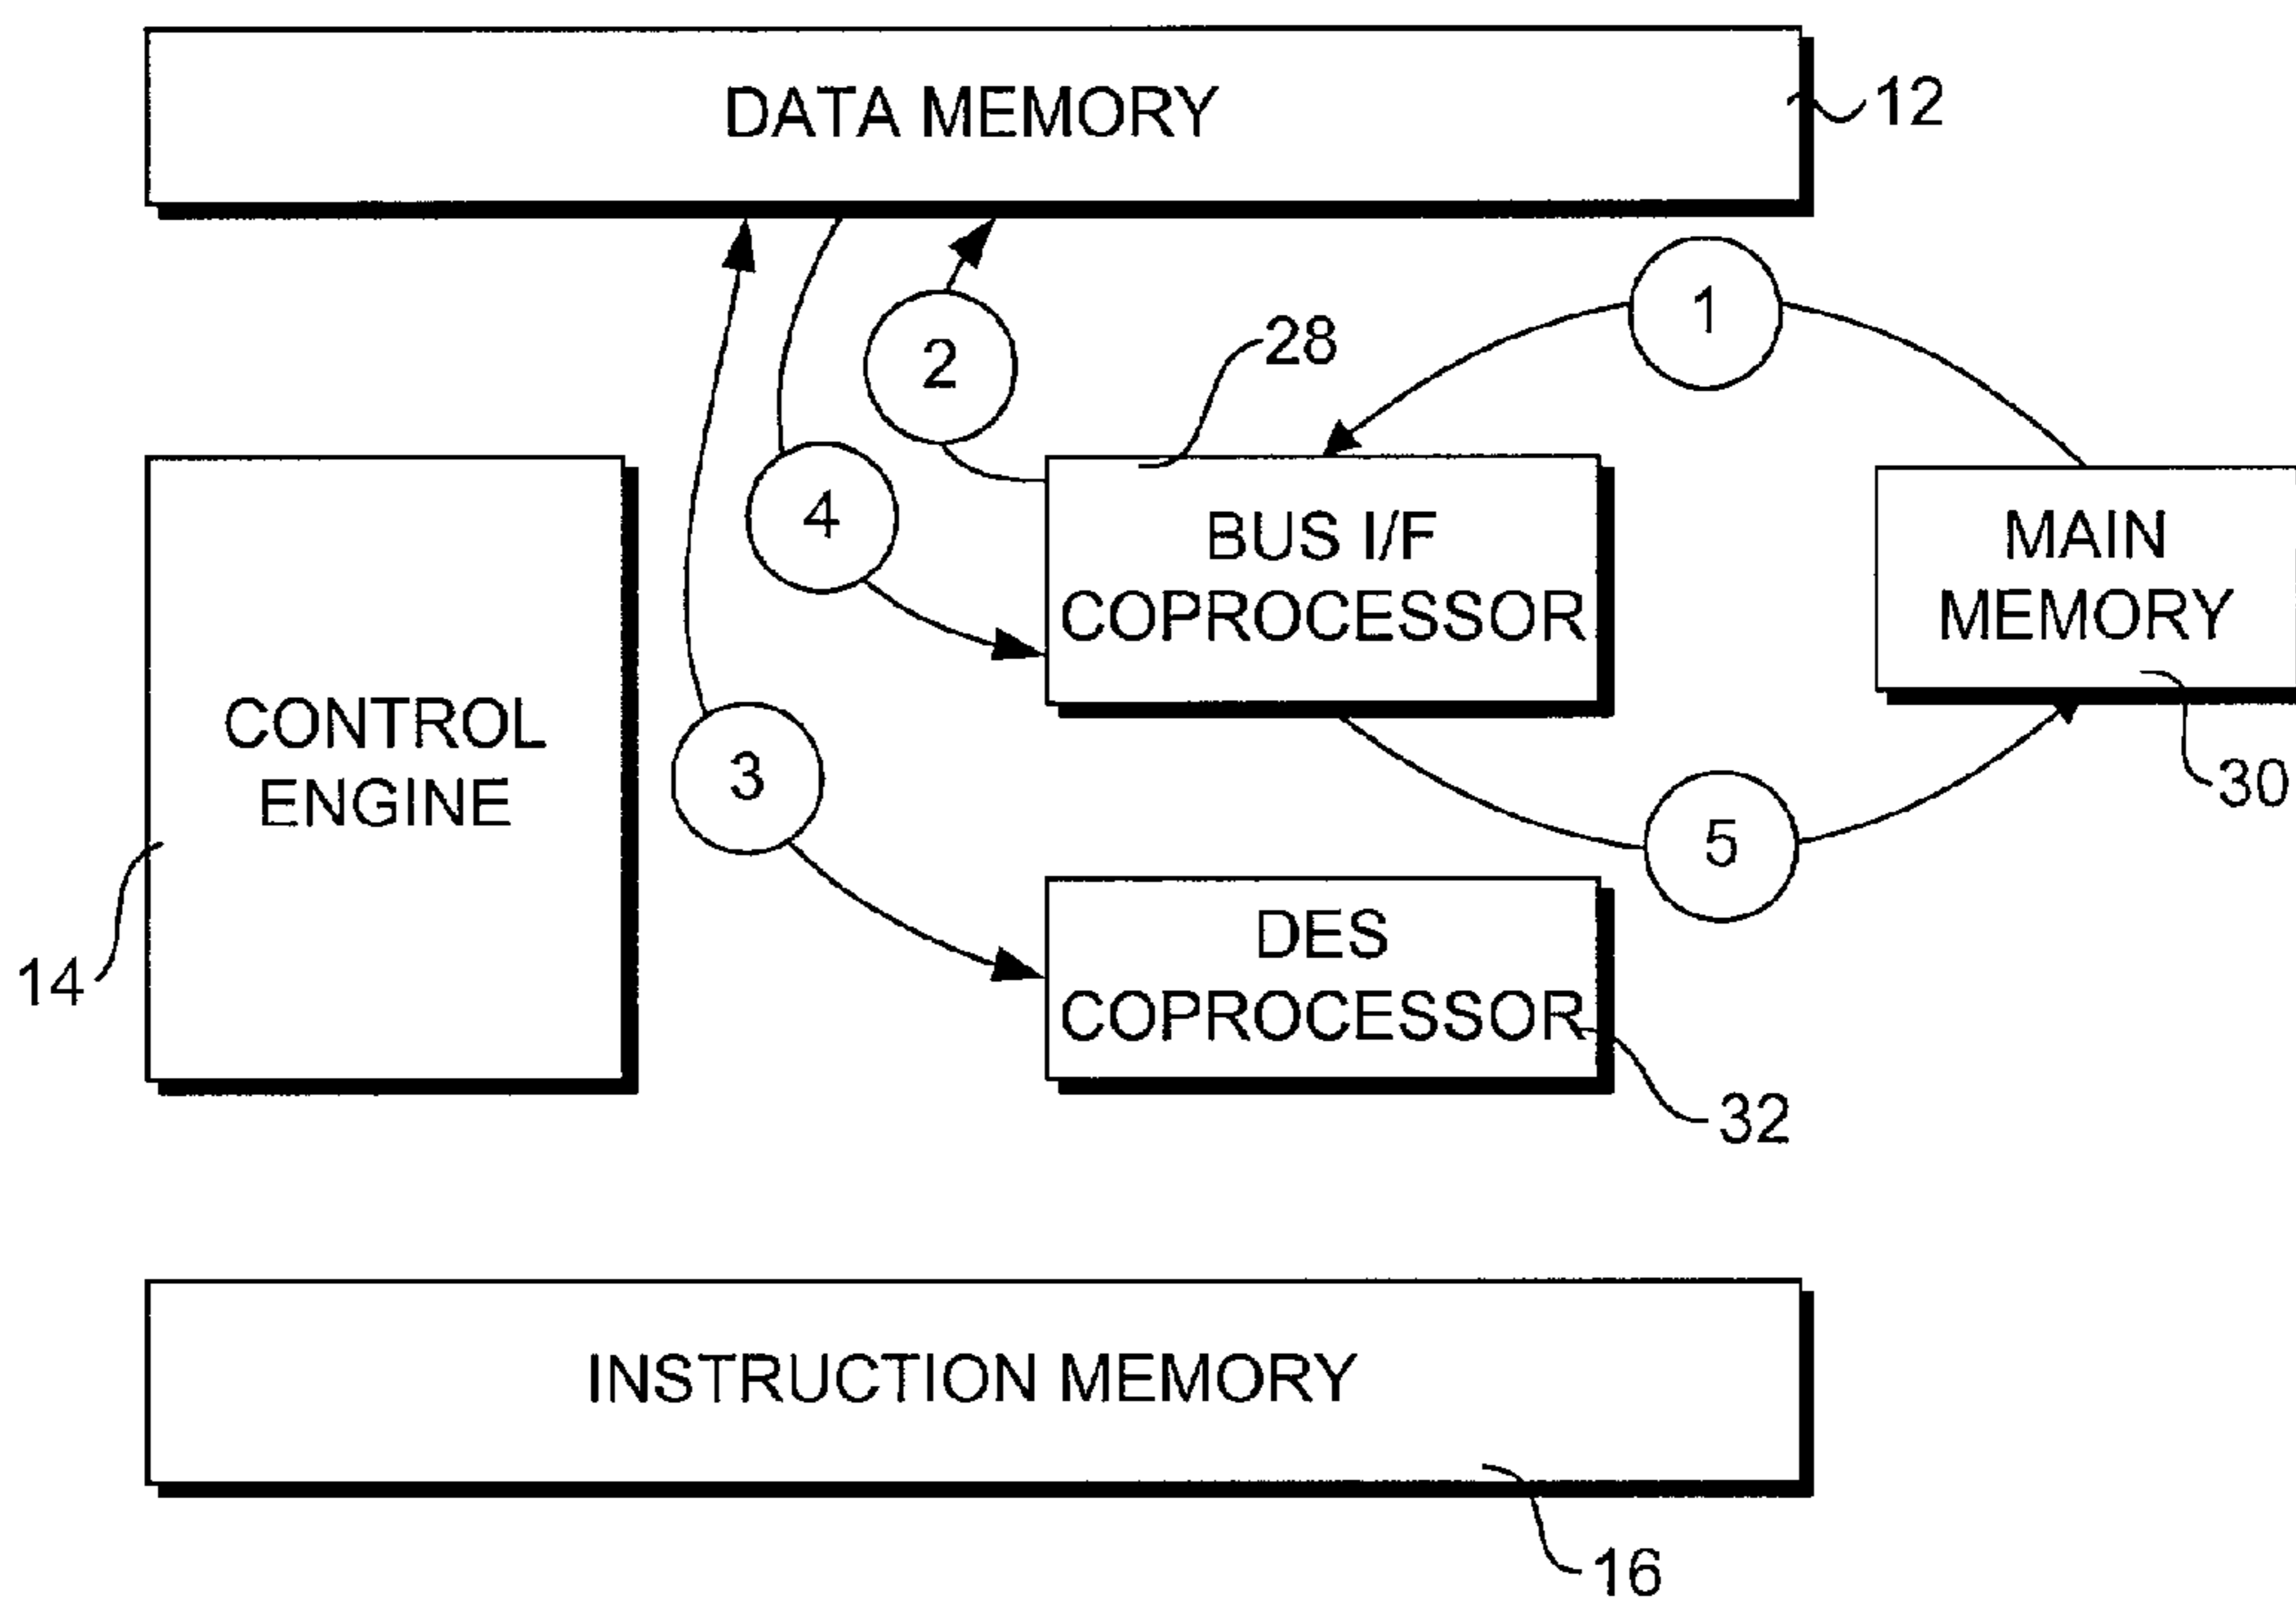 DATA MEMORY
12
1
2
28
4
BUS I/F
COPROCESSOR
MAIN
MEMORY
CONTROL
ENGINE
3
30
5
14
DES
COPROCESSOR
32
INSTRUCTION MEMORY
16